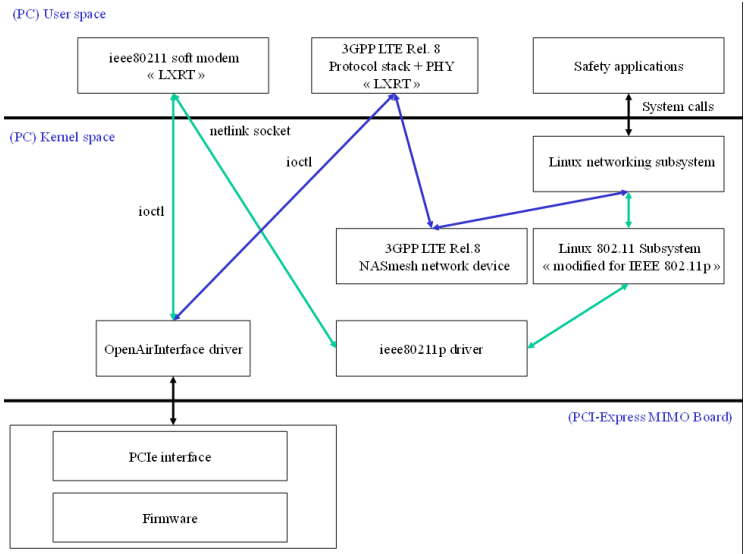 (PC) User space
ieee80211 soft modem
« LXRT »
3GPP LTE Rel. 8
Protocol stack + PHY
« LXRT »
Safety applications
System calls
(PC) Kernel space
netlink socket
ioctl
ioctl
Linux networking subsystem
3GPP LTE Rel.8
NASmesh network device
Linux 802.11 Subsystem
« modified for IEEE 802.11p »
OpenAirInterface driver
ieee80211p driver
(PCI-Express MIMO Board)
PCIe interface
Firmware